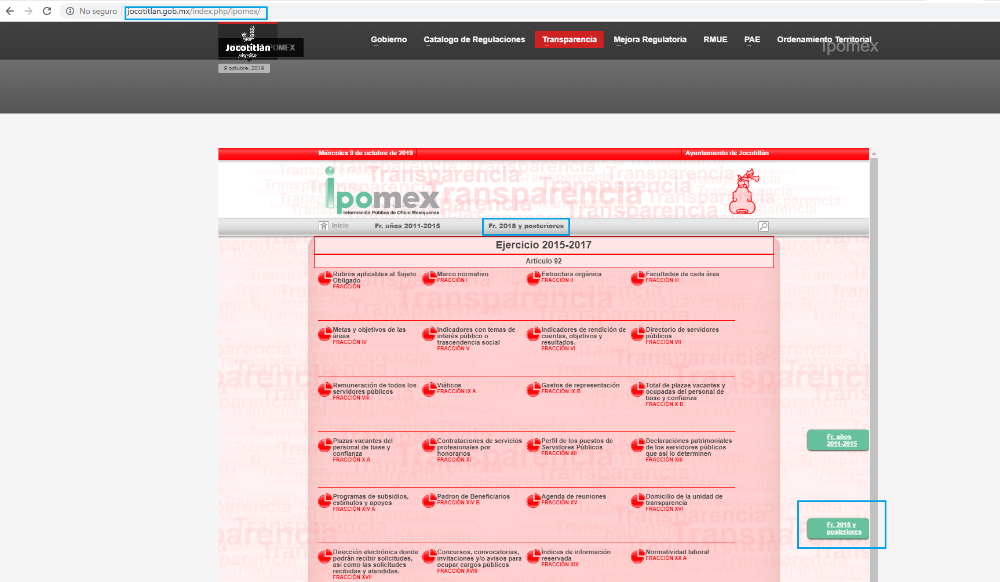 No seguro
jocotitlan.gob.mx/index.php/ipomex/
Jocotitlán
IPOMEX
Gobierno
Catalogo de Regulaciones
Transparencia
Mejora Regulatoria
RMUE
PAE
Ordenamiento Territorial
Ipomex
9 octubre, 2019
Miércoles 9 de octubre de 2019
Ayuntamiento de Jocotitlán
ipomex
Información Pública de Oficio Mexiquense
Transparencia
Inicio
Fr. años 2011-2015
Fr. 2018 y posteriores
Ejercicio 2015-2017
Artículo 92
Rubros aplicables al Sujeto
Obligado
FRACCIÓN
Marco normativo
FRACCIÓN I
Estructura orgánica
FRACCIÓN II
Facultades de cada área
FRACCIÓN III
Metas y objetivos de las
áreas
FRACCIÓN IV
Indicadores con temas de
interés público o
trascendencia social
FRACCIÓN V
Indicadores de rendición de
cuentas, objetivos y
resultados.
FRACCIÓN VI
Directorio de servidores
públicos
FRACCIÓN VII
Remuneración de todos los
servidores públicos
FRACCIÓN VIII
Viáticos
FRACCIÓN IX A
Gastos de representación
FRACCIÓN IX B
Total de plazas vacantes y
ocupadas del personal de
base y confianza
FRACCIÓN X B
Plazas vacantes del
personal de base y
confianza
FRACCIÓN X A
Contrataciones de servicios
profesionales por
honorarios
FRACCIÓN XI
Perfil de los puestos de
Servidores Públicos
FRACCIÓN XII
Declaraciones patrimoniales
de los servidores públicos
que así lo determinen
FRACCIÓN XIII
Fr. años
2011-2015
Programas de subsidios,
estímulos y apoyos
FRACCIÓN XIV A
Padron de Beneficiarios
FRACCIÓN XIV B
Agenda de reuniones
FRACCIÓN XV
Domicilio de la unidad de
transparencia
FRACCIÓN XVI
Fr. 2018 y
posteriores
Dirección electrónica donde
podrán recibir solicitudes,
así como las solicitudes
recibidas y atendidas.
FRACCIÓN XVII
Concursos, convocatorias,
invitaciones y/o avisos para
ocupar cargos públicos
FRACCIÓN XVIII
Índices de información
reservada
FRACCIÓN XIX
Normatividad laboral
FRACCIÓN XX A